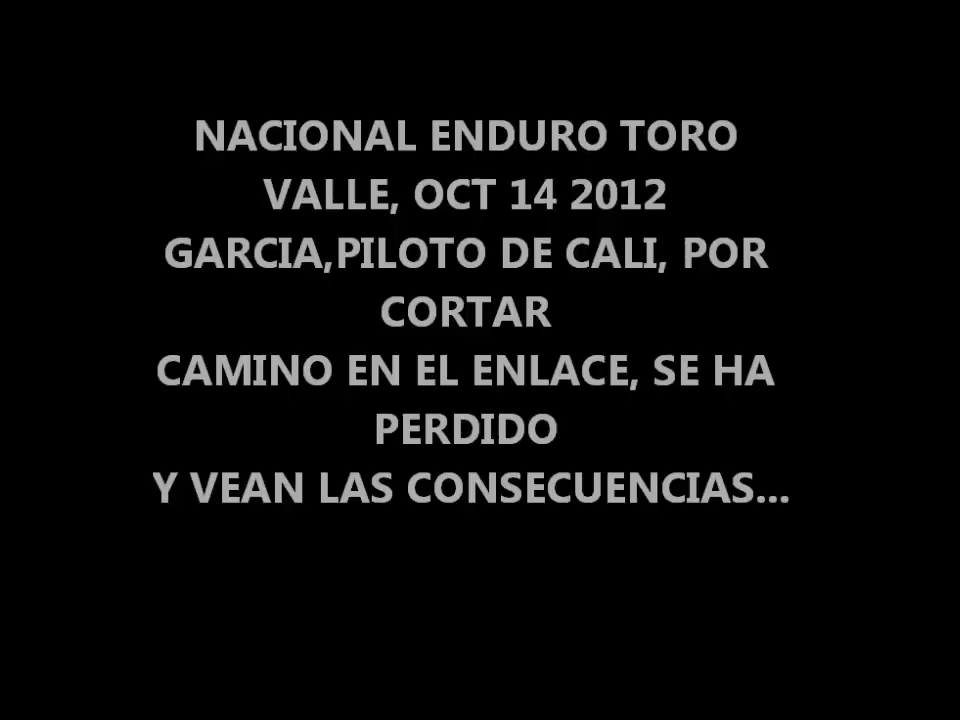 NACIONAL ENDURO TORO
VALLE, OCT 14 2012
GARCIA,PILOTO DE CALI, POR
CORTAR
CAMINO EN EL ENLACE, SE HA
PERDIDO
Y VEAN LAS CONSECUENCIAS...